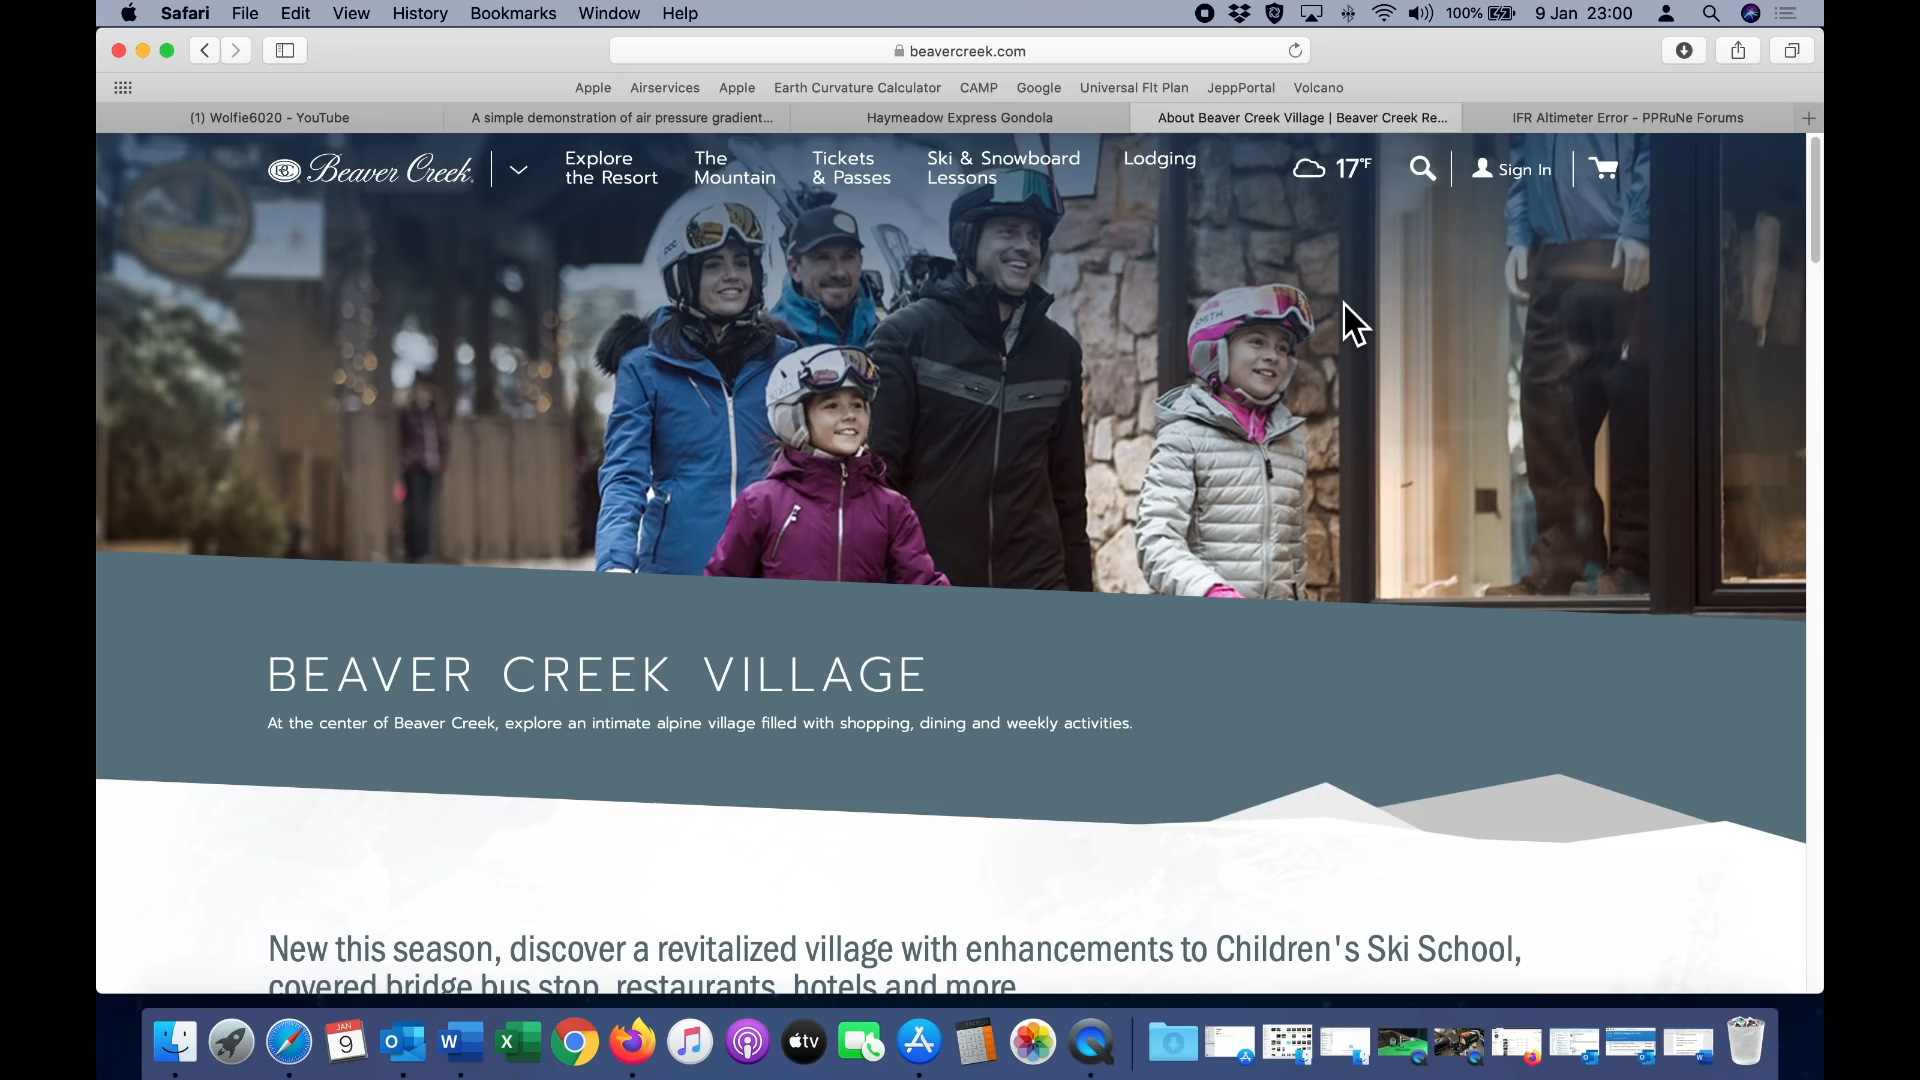 Safari File Edit View History Bookmarks Window Help 100% 9 Jan 23:00
beavercreek.com
Apple Airservices Apple Earth Curvature Calculator CAMP Google Universal Flt Plan JeppPortal Volcano
(1) Wolfie6020 - YouTube A simple demonstration of air pressure gradient... Haymeadow Express Gondola About Beaver Creek Village | Beaver Creek Re... IFR Altimeter Error - PPRuNe Forums
Beaver Creek. Explore the Resort The Mountain Tickets & Passes Ski & Snowboard Lessons Lodging 17°F Sign In
SMITH
BEAVER CREEK VILLAGE
At the center of Beaver Creek, explore an intimate alpine village filled with shopping, dining and weekly activities.
New this season, discover a revitalized village with enhancements to Children's Ski School,
covered bridge bus stop, restaurants, hotels and more
JAN
9
tv